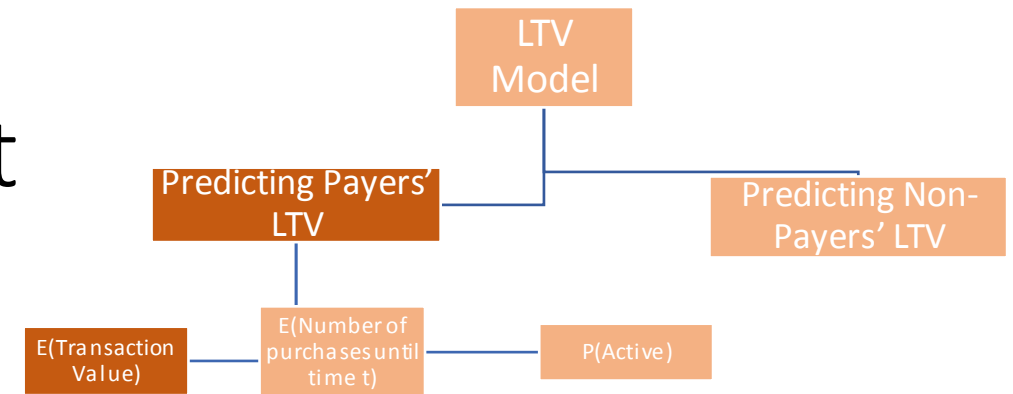 LTV
Model
t
Predicting Payers'
LTV
Predicting Non-
Payers' LTV
E(Transaction
Value)
E(Number of
purchases until
time t)
P(Active)